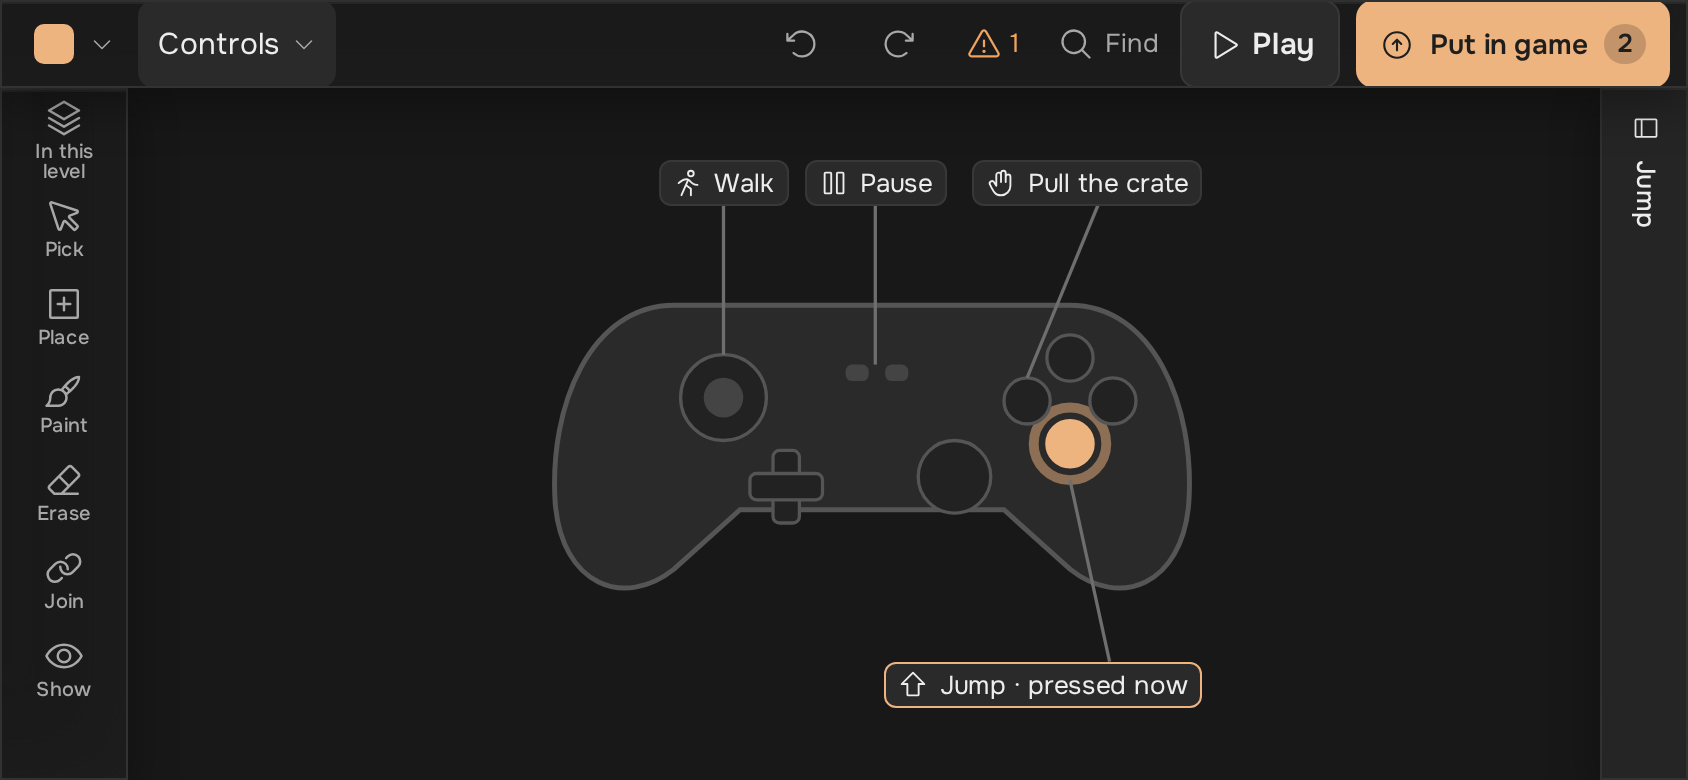 Controls
1
Find
Play
Put in game 2
In this
level
Pick
Place
Paint
Erase
Join
Show
Walk
Pause
Pull the crate
Jump · pressed now
Jump